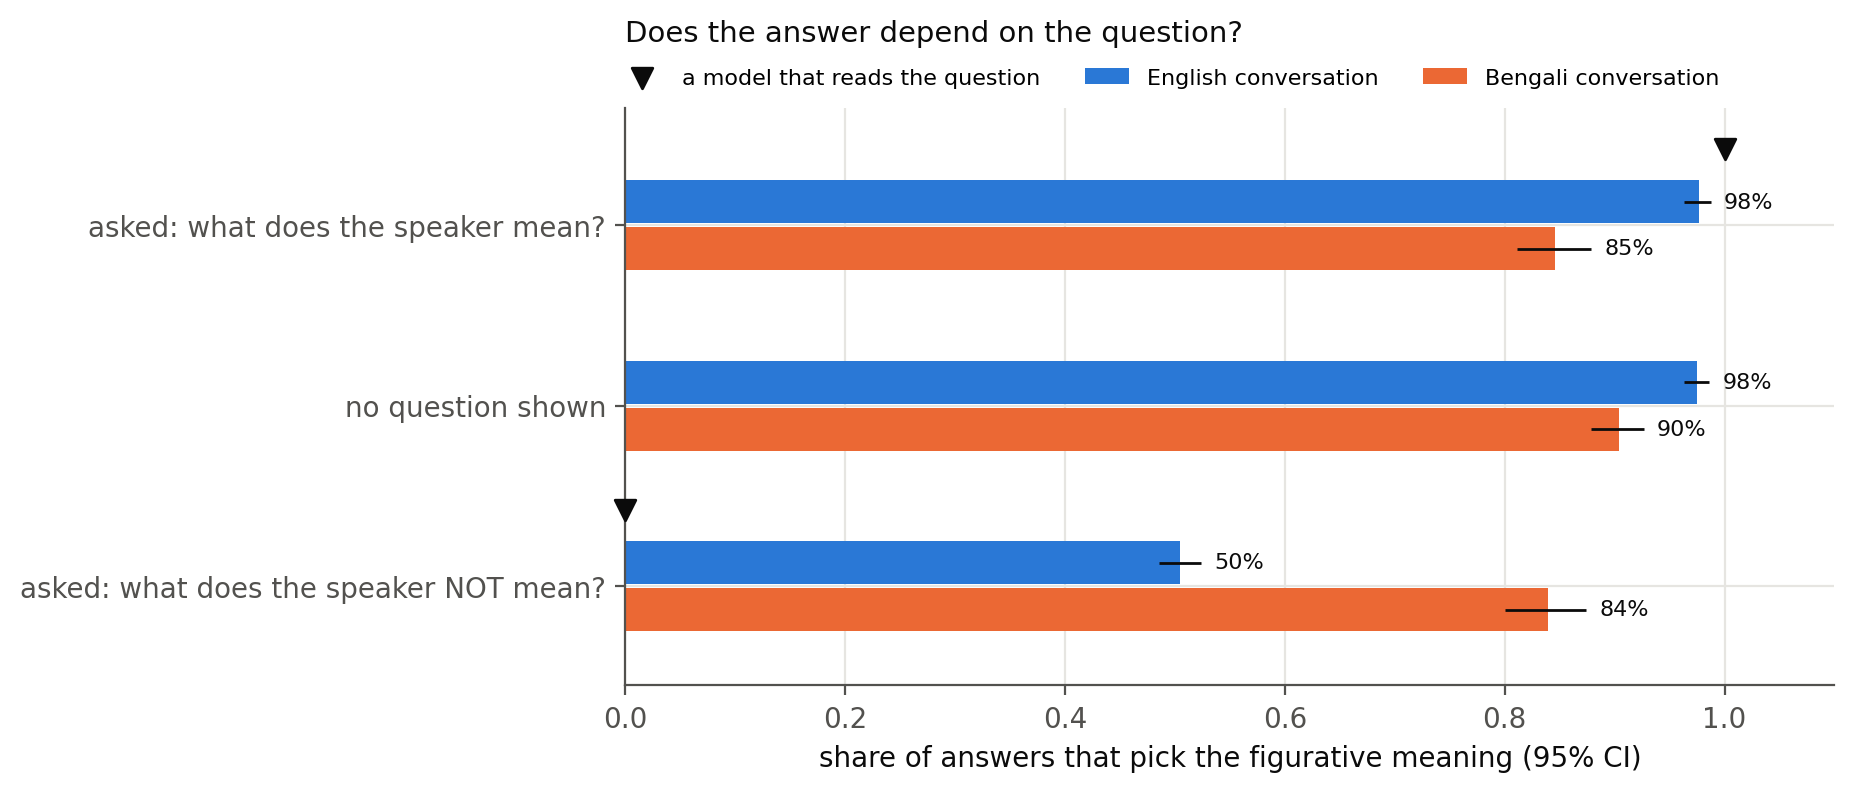 Does the answer depend on the question?
a model that reads the question English conversation Bengali conversation
asked: what does the speaker mean?
98%
85%
no question shown
98%
90%
asked: what does the speaker NOT mean?
50%
84%
0.0 0.2 0.4 0.6 0.8 1.0
share of answers that pick the figurative meaning (95% CI)